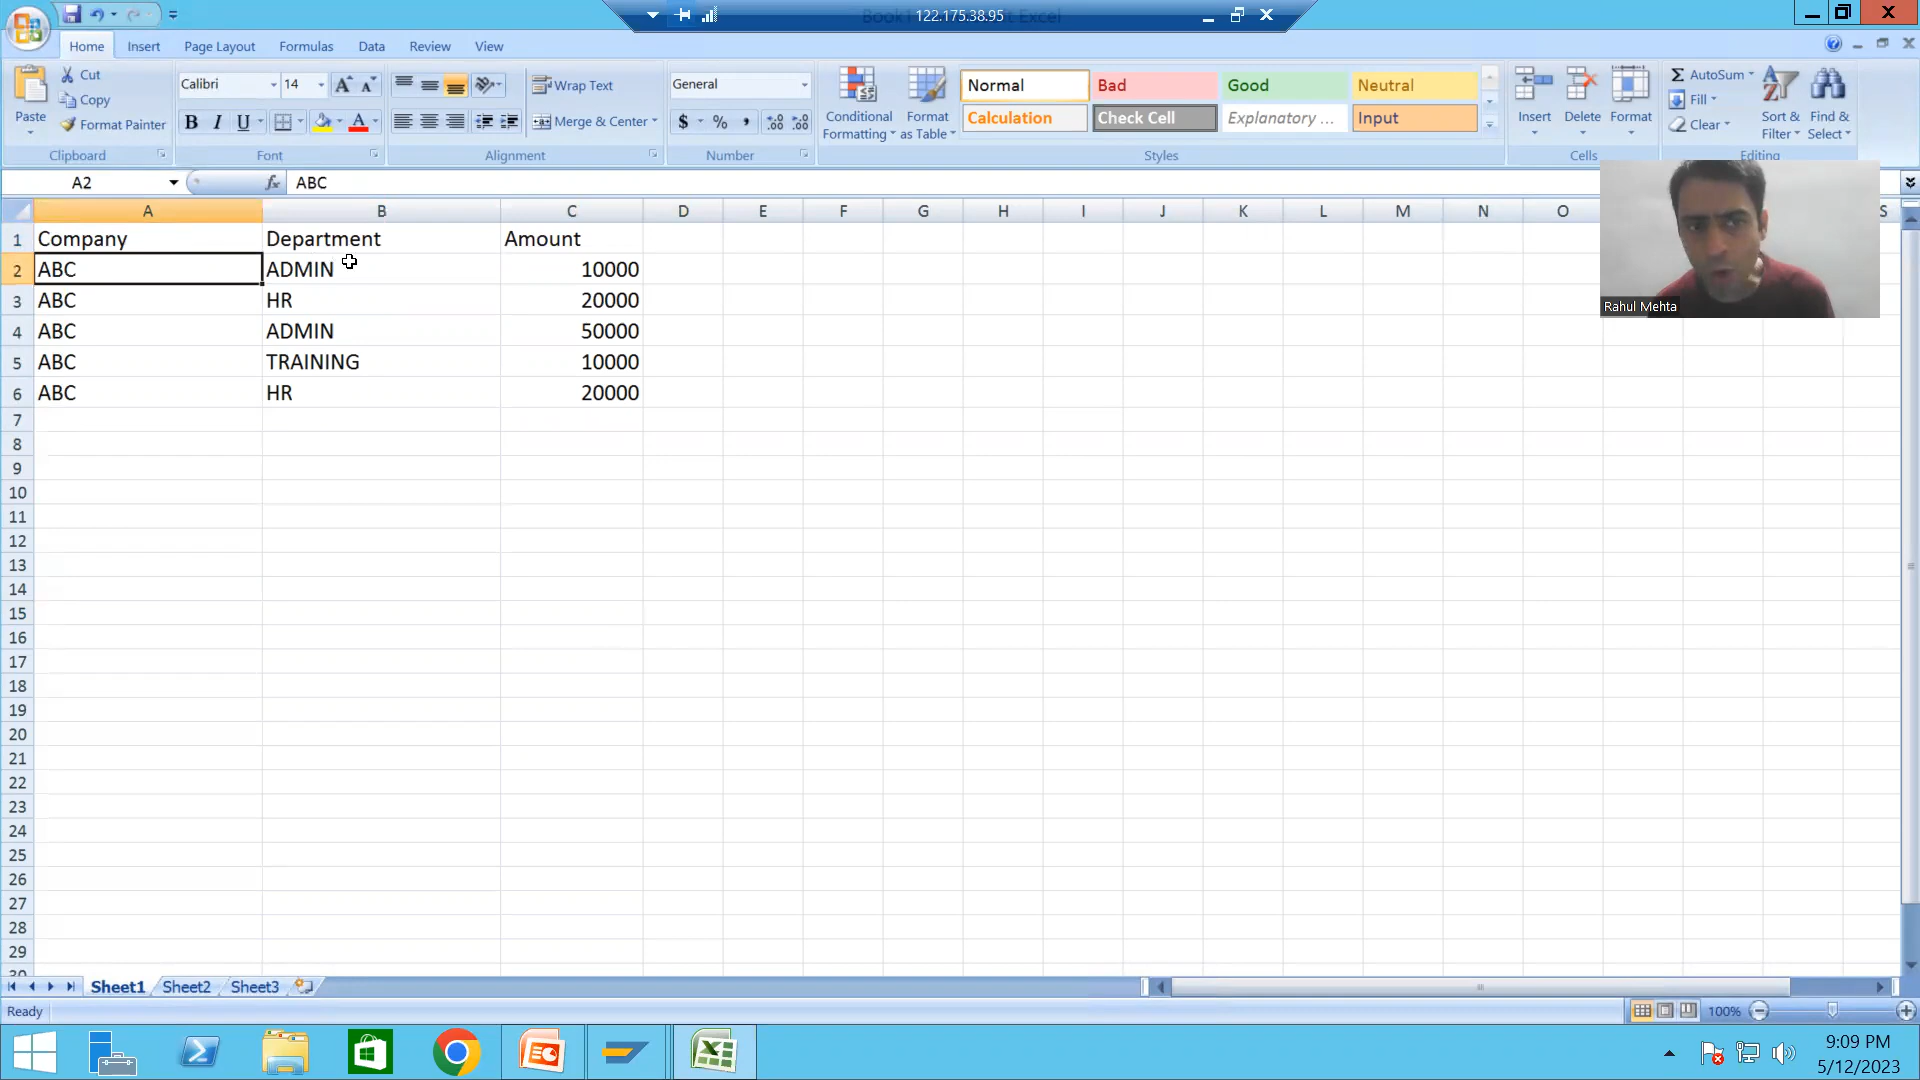 122.175.38.95
Home Insert Page Layout Formulas Data Review View
Paste Cut
Copy
Format Painter
Clipboard
Calibri 14
B I U
Font
Wrap Text
Merge & Center
Alignment
General
$ % ,
Number
Conditional Formatting
Format as Table
Normal Bad Good Neutral
Calculation Check Cell Explanatory ... Input
Styles
Insert Delete Format
Cells
AutoSum
Fill
Clear
Sort & Filter
Find & Select
Editing
A2 fx ABC
A B C D E F G H I J K L M N O S
1 Company Department Amount
2 ABC ADMIN 10000
3 ABC HR 20000
4 ABC ADMIN 50000
5 ABC TRAINING 10000
6 ABC HR 20000
7
8
9
10
11
12
13
14
15
16
17
18
19
20
21
22
23
24
25
26
27
28
29
30
Rahul Mehta
Sheet1 Sheet2 Sheet3
Ready 100%
9:09 PM
5/12/2023